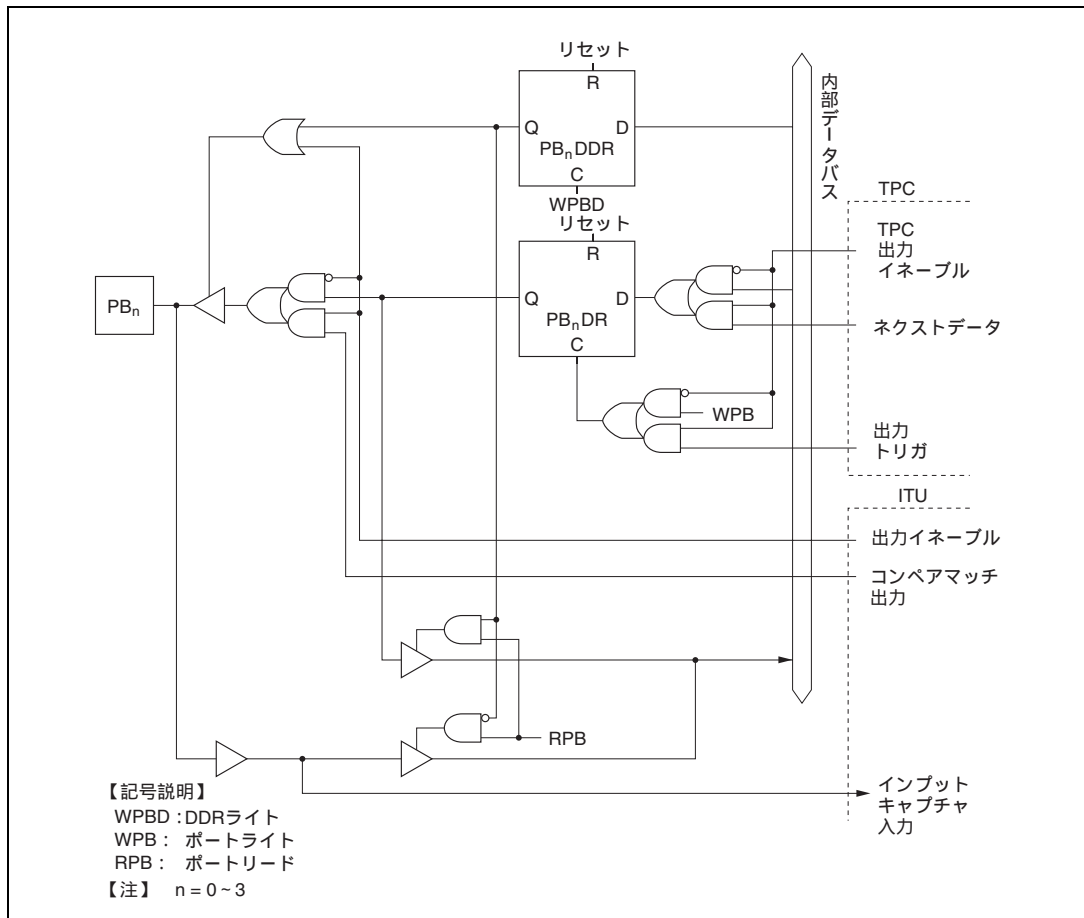 リセット
R
Q
D
PBnDDR
C
WPBD
内部データバス
TPC
リセット
R
TPC
出力
イネーブル
PBn
Q
D
PBnDR
C
ネクストデータ
WPB
出力
トリガ
ITU
出力イネーブル
コンペアマッチ
出力
RPB
インプット
キャプチャ
入力
【記号説明】
WPBD : DDRライト
WPB : ポートライト
RPB : ポートリード
【注】 n = 0~3